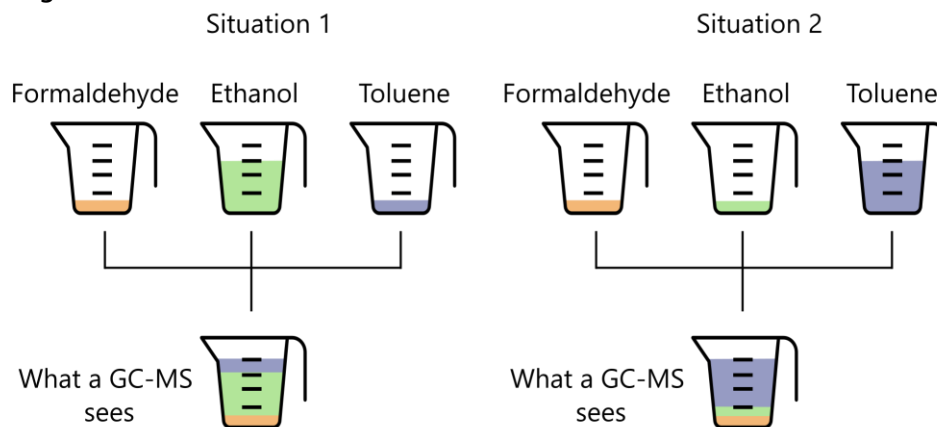 Situation 1
Situation 2
Formaldehyde Ethanol Toluene
Formaldehyde Ethanol Toluene
What a GC-MS
sees
What a GC-MS
sees